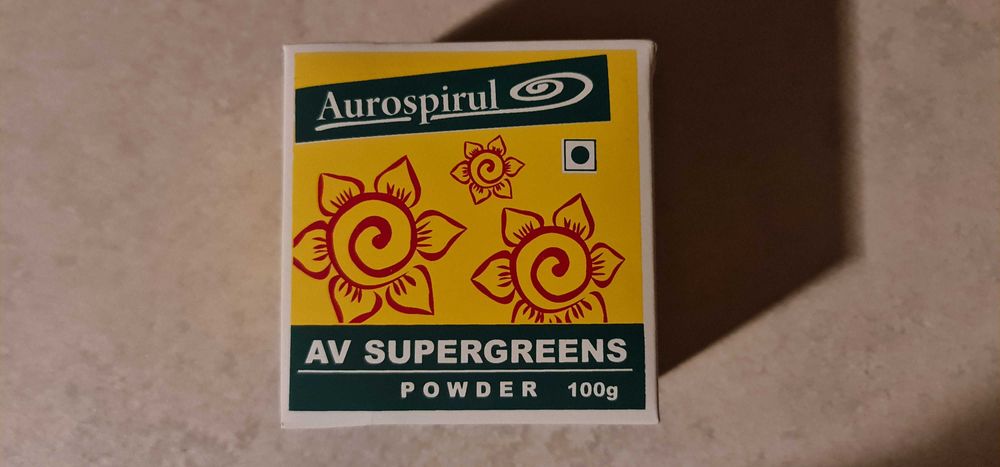 Aurospirul
AV SUPERGREENS
POWDER 100g